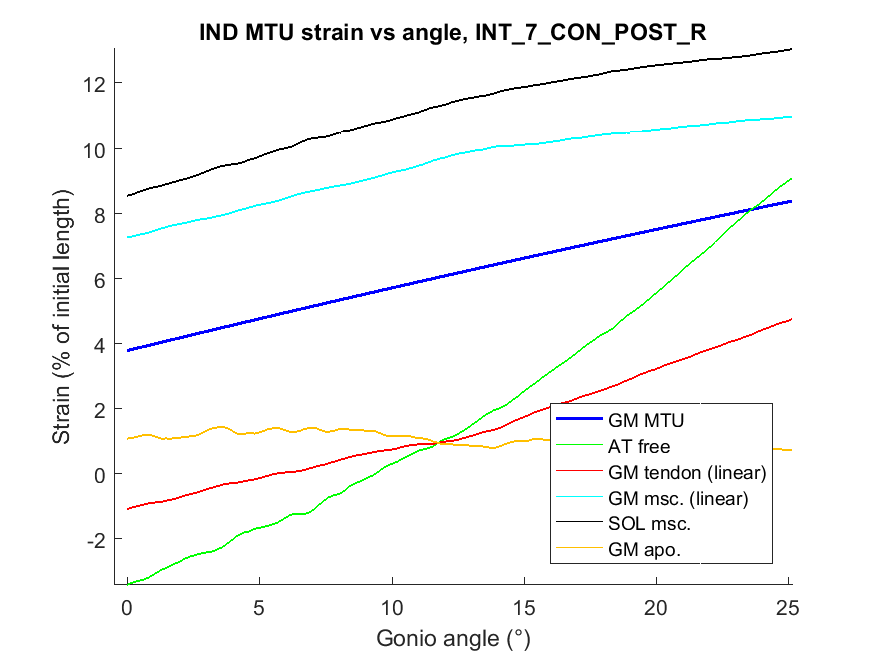 IND MTU strain vs angle, INT_7_CON_POST_R
Strain (% of initial length)
12
10
8
6
4
2
0
-2
GM MTU
AT free
GM tendon (linear)
GM msc. (linear)
SOL msc.
GM apo.
0 5 10 15 20 25
Gonio angle (°)